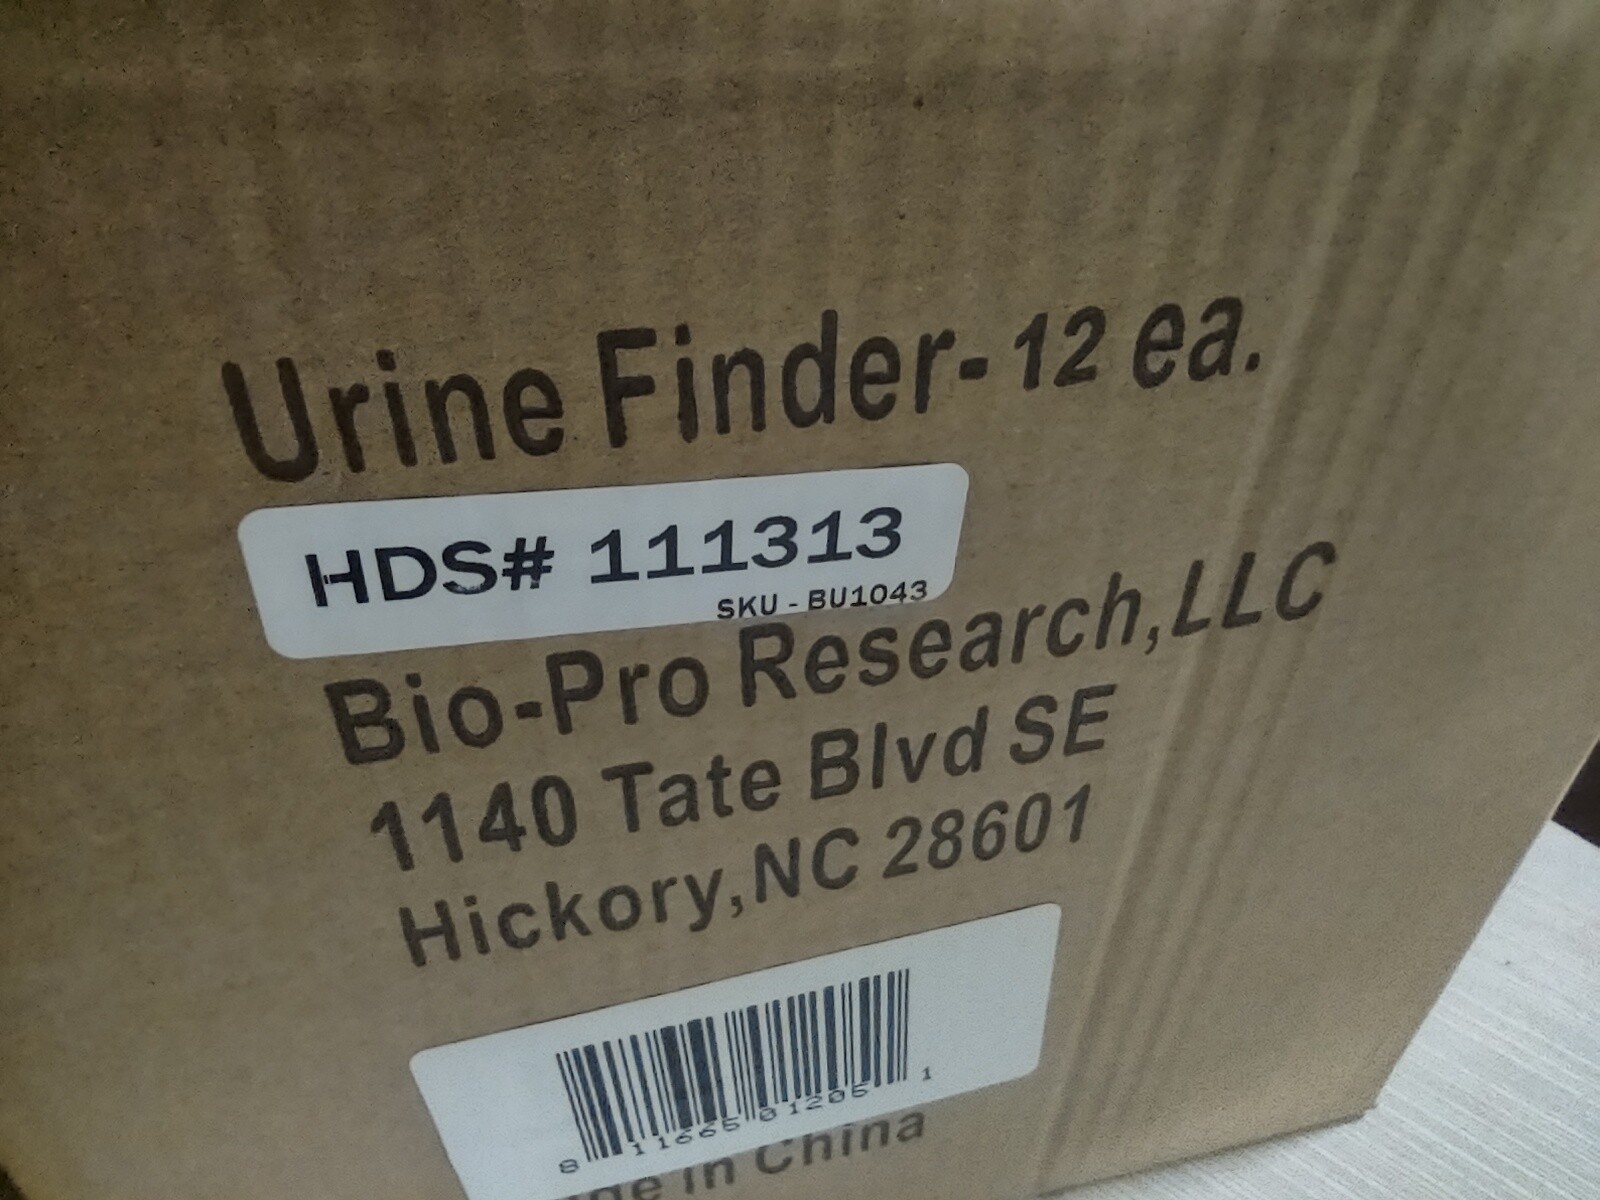 Urine Finder- 12 ea.
HDS# 111313
SKU - BU1043
Bio-Pro Research,LLC
1140 Tate Blvd SE
Hickory,NC 28601
8 11665 01205 1
in China